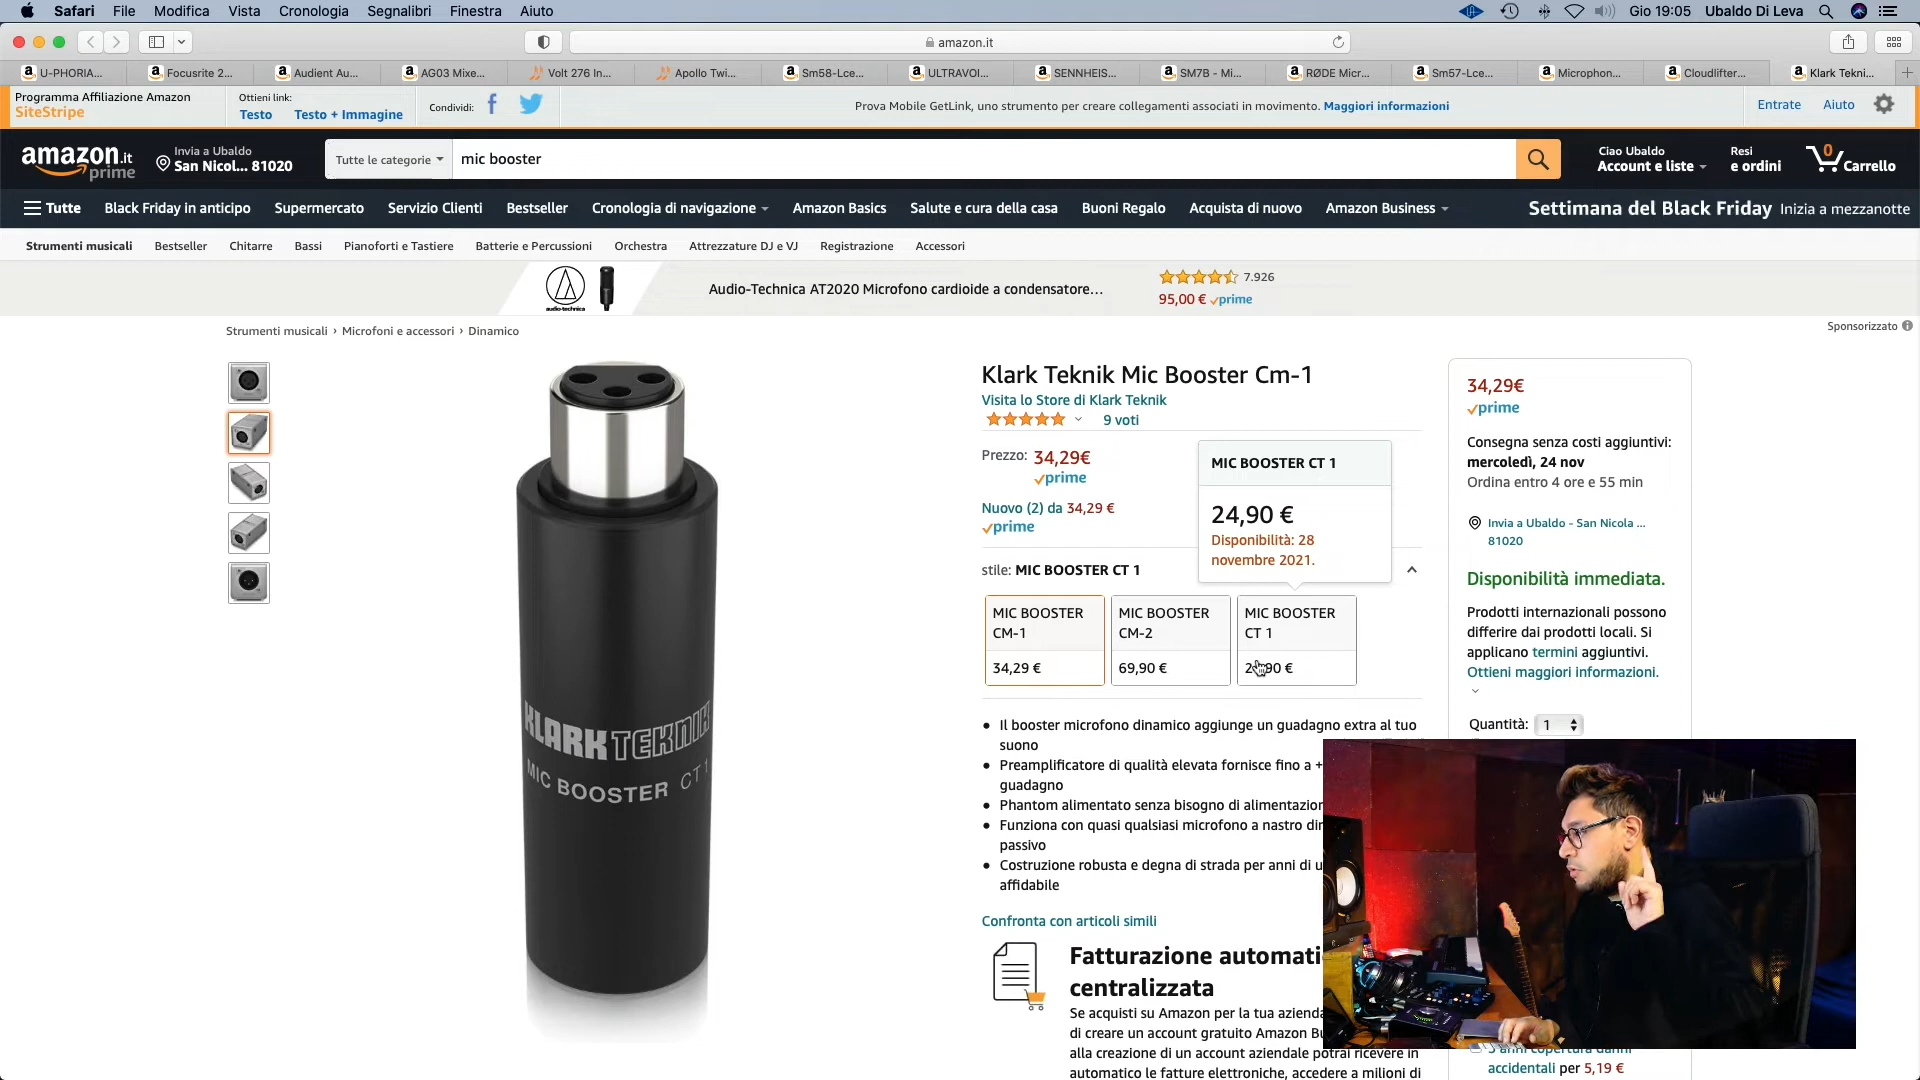 Safari File Modifica Vista Cronologia Segnalibri Finestra Aiuto Gio 19:05 Ubaldo Di Leva
amazon.it
U-PHORIA... Focusrite 2... Audient Au... AG03 Mixe... Volt 276 In... Apollo Twi... Sm58-Lce... ULTRAVOI... SENNHEIS... SM7B - Mi... RØDE Micr... Sm57-Lce... Microphon... Cloudlifter... Klark Tekni...
Programma Affiliazione Amazon
SiteStripe
Ottieni link:
Testo Testo + Immagine
Condividi:
Prova Mobile GetLink, uno strumento per creare collegamenti associati in movimento. Maggiori informazioni
Entrate Aiuto
amazon.it
prime
Invia a Ubaldo
San Nicol... 81020
Tutte le categorie
mic booster
Ciao Ubaldo
Account e liste
Resi
e ordini
0
Carrello
Tutte Black Friday in anticipo Supermercato Servizio Clienti Bestseller Cronologia di navigazione Amazon Basics Salute e cura della casa Buoni Regalo Acquista di nuovo Amazon Business Settimana del Black Friday Inizia a mezzanotte
Strumenti musicali Bestseller Chitarre Bassi Pianoforti e Tastiere Batterie e Percussioni Orchestra Attrezzature DJ e VJ Registrazione Accessori
audio-technica
Audio-Technica AT2020 Microfono cardioide a condensatore...
7.926
95,00 € prime
Sponsorizzato
Strumenti musicali › Microfoni e accessori › Dinamico
KLARK TEKNIK
MIC BOOSTER CT 1
Klark Teknik Mic Booster Cm-1
Visita lo Store di Klark Teknik
9 voti
Prezzo: 34,29€
prime
Nuovo (2) da 34,29 €
prime
MIC BOOSTER CT 1
24,90 €
Disponibilità: 28
novembre 2021.
stile: MIC BOOSTER CT 1
MIC BOOSTER
CM-1
34,29 €
MIC BOOSTER
CM-2
69,90 €
MIC BOOSTER
CT 1
90 €
Il booster microfono dinamico aggiunge un guadagno extra al tuo
suono
Preamplificatore di qualità elevata fornisce fino a +
guadagno
Phantom alimentato senza bisogno di
Funziona con quasi qualsiasi microfono a nastro
passivo
Costruzione robusta e degna di strada per anni di
affidabile
Confronta con articoli simili
Fatturazione
centralizzata
Se acquisti su Amazon per la tua
di creare un account gratuito Amazon
alla creazione di un account aziendale potrai ricevere in
automatico le fatture elettroniche, accedere a milioni di
34,29€
prime
Consegna senza costi aggiuntivi:
mercoledì, 24 nov
Ordina entro 4 ore e 55 min
Invia a Ubaldo - San Nicola ...
81020
Disponibilità immediata.
Prodotti internazionali possono
differire dai prodotti locali. Si
applicano termini aggiuntivi.
Ottieni maggiori informazioni.
Quantità: 1
accidentali per 5,19 €